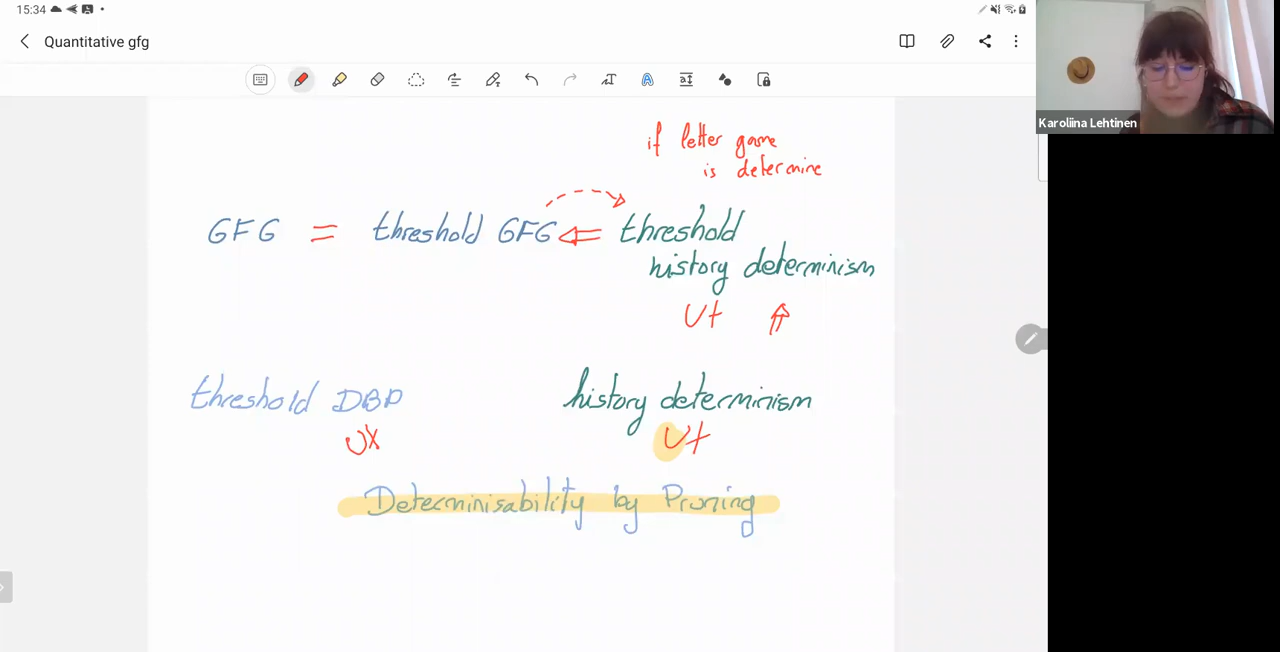 15:34
Quantitative gfg
Karoliina Lehtinen
if letter game
is determine
GFG = threshold GFG ⇐ threshold
history determinism
U+ ⇑
threshold DBP history determinism
UX U+
Determinisability by Pruning